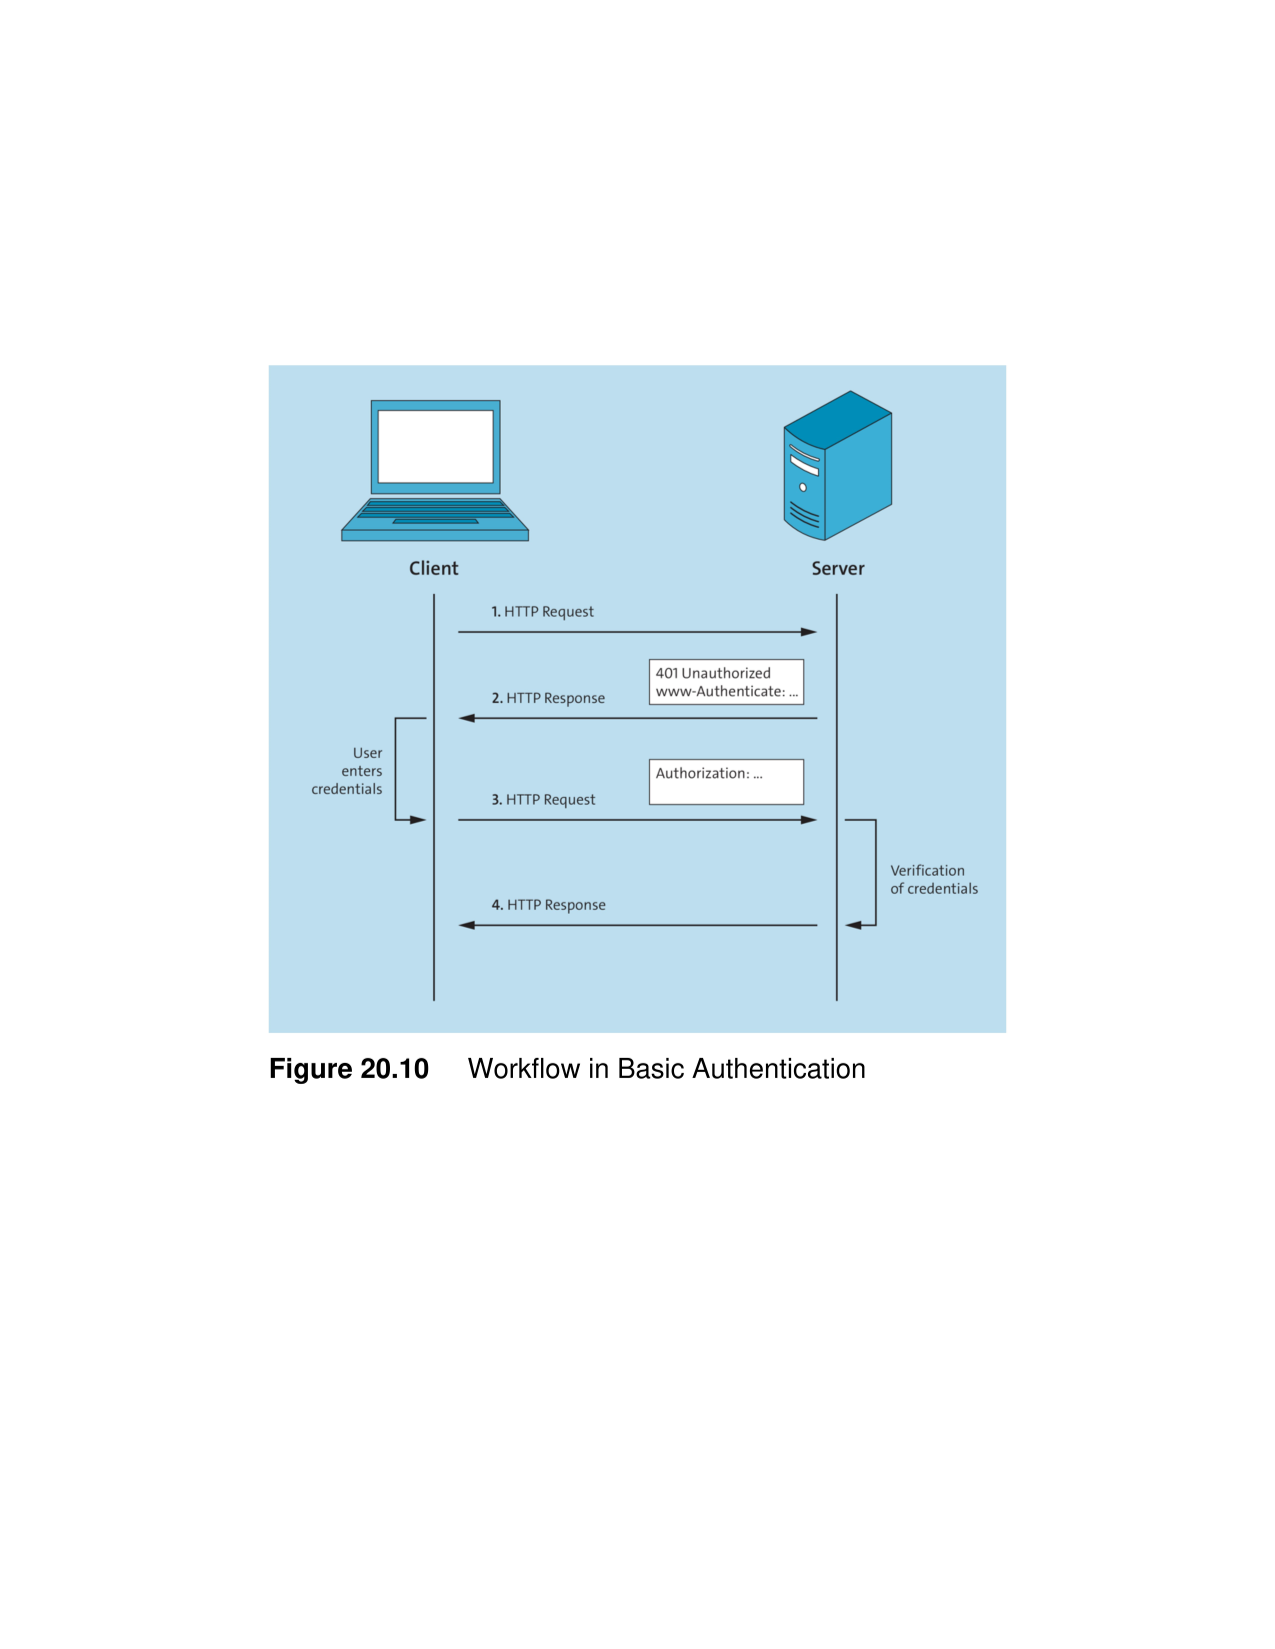 Client
Server
1. HTTP Request
401 Unauthorized
www-Authenticate: ...
2. HTTP Response
User
enters
credentials
Authorization: ...
3. HTTP Request
Verification
of credentials
4. HTTP Response
Figure 20.10 Workflow in Basic Authentication